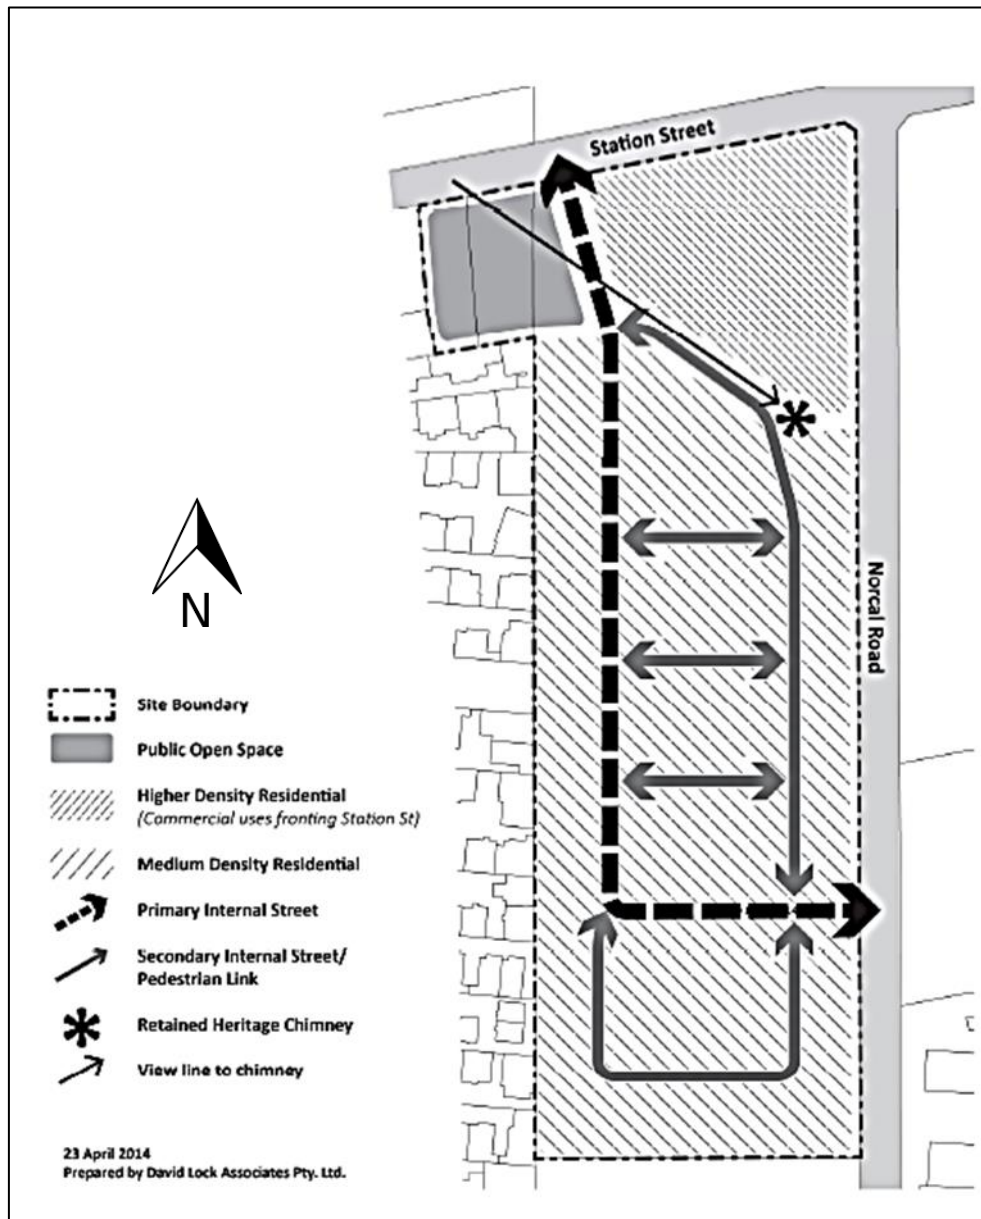 Station Street
Norcal Road
N
Site Boundary
Public Open Space
Higher Density Residential
(Commercial uses fronting Station St)
Medium Density Residential
Primary Internal Street
Secondary Internal Street/
Pedestrian Link
Retained Heritage Chimney
View line to chimney
23 April 2014
Prepared by David Lock Associates Pty. Ltd.